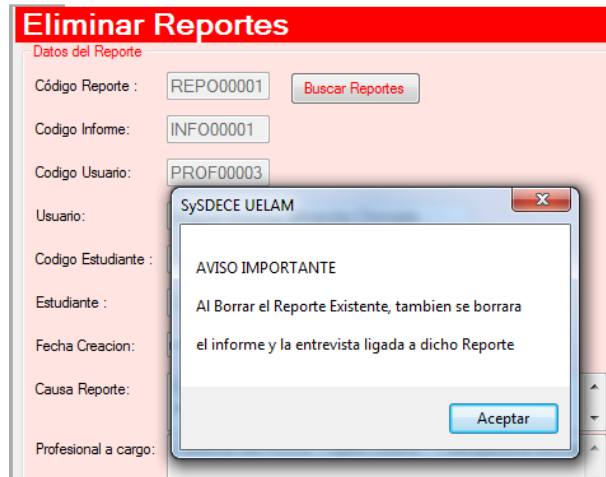 Eliminar Reportes
Datos del Reporte
Código Reporte : REPO00001 Buscar Reportes
Codigo Informe: INFO00001
Codigo Usuario: PROF00003
SySDECE UELAM
Usuario:
Codigo Estudiante :
AVISO IMPORTANTE
Estudiante :
Al Borrar el Reporte Existente, tambien se borrara
Fecha Creacion:
el informe y la entrevista ligada a dicho Reporte
Causa Reporte:
Aceptar
Profesional a cargo: